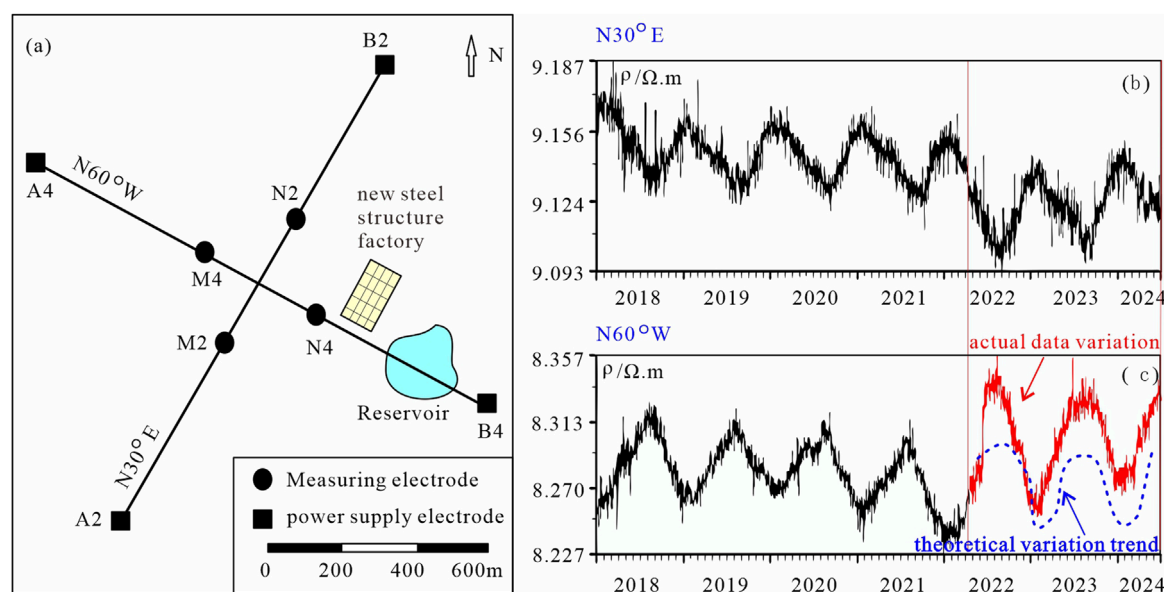 (a)
B2
N
A4
N60°W
N2
new steel
structure
factory
M4
M2
N4
Reservoir
B4
N30°E
A2
Measuring electrode
power supply electrode
0 200 400 600m
N30°E
9.187
9.156
9.124
9.093
ρ/Ω.m
(b)
2018 2019 2020 2021 2022 2023 2024
N60°W
actual data variation
8.357
8.313
8.270
8.227
ρ/Ω.m
( c)
theoretical variation trend
2018 2019 2020 2021 2022 2023 2024